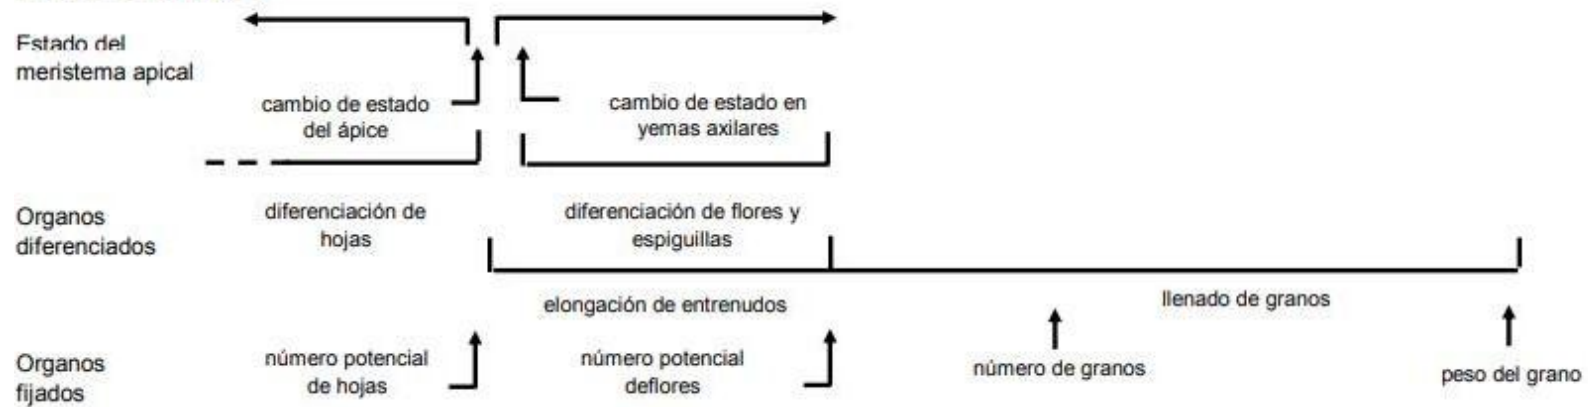 Estado del
meristema apical
cambio de estado
del ápice
cambio de estado en
yemas axilares
Organos
diferenciados
diferenciación de
hojas
diferenciación de flores y
espiguillas
elongación de entrenudos
llenado de granos
Organos
fijados
número potencial
de hojas
número potencial
deflores
número de granos
peso del grano